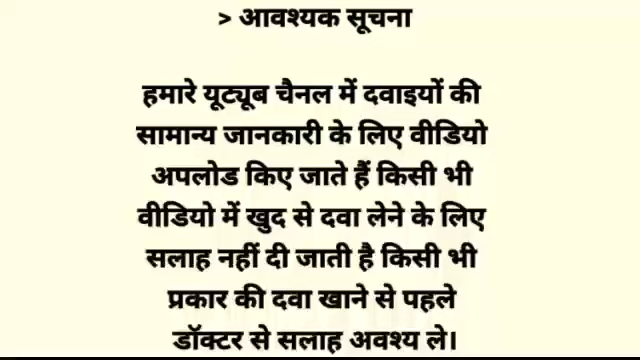 > आवश्यक सूचना
हमारे यूट्यूब चैनल में दवाइयों की
सामान्य जानकारी के लिए वीडियो
अपलोड किए जाते हैं किसी भी
वीडियो में खुद से दवा लेने के लिए
सलाह नहीं दी जाती है किसी भी
प्रकार की दवा खाने से पहले
डॉक्टर से सलाह अवश्य ले।